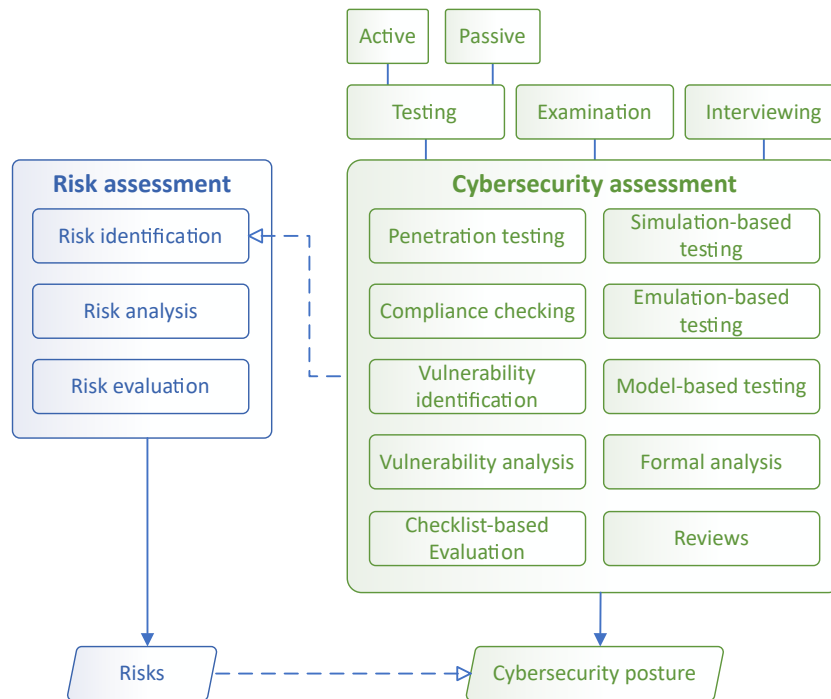 Active
Passive
Testing
Examination
Interviewing
Risk assessment
Risk identification
Risk analysis
Risk evaluation
Cybersecurity assessment
Penetration testing
Simulation-based
testing
Compliance checking
Emulation-based
testing
Vulnerability
identification
Model-based testing
Vulnerability analysis
Formal analysis
Checklist-based
Evaluation
Reviews
Risks
Cybersecurity posture